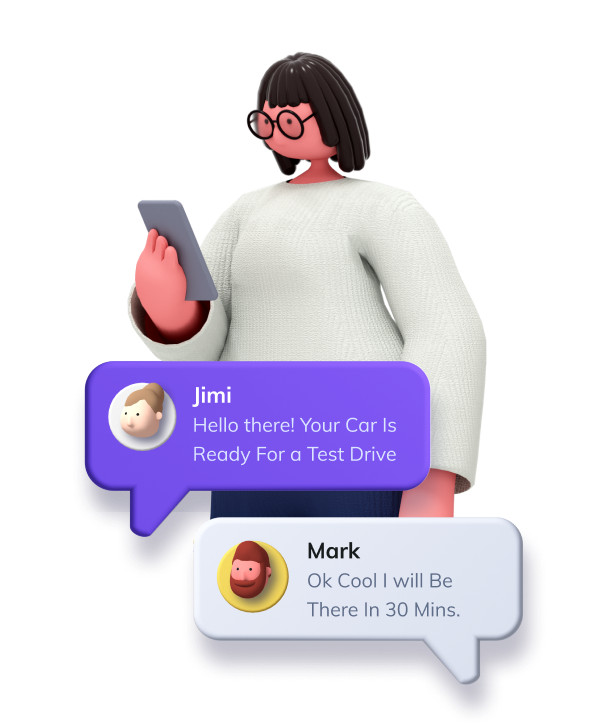 Jimi
Hello there! Your Car Is
Ready For a Test Drive
Mark
Ok Cool I will Be
There In 30 Mins.